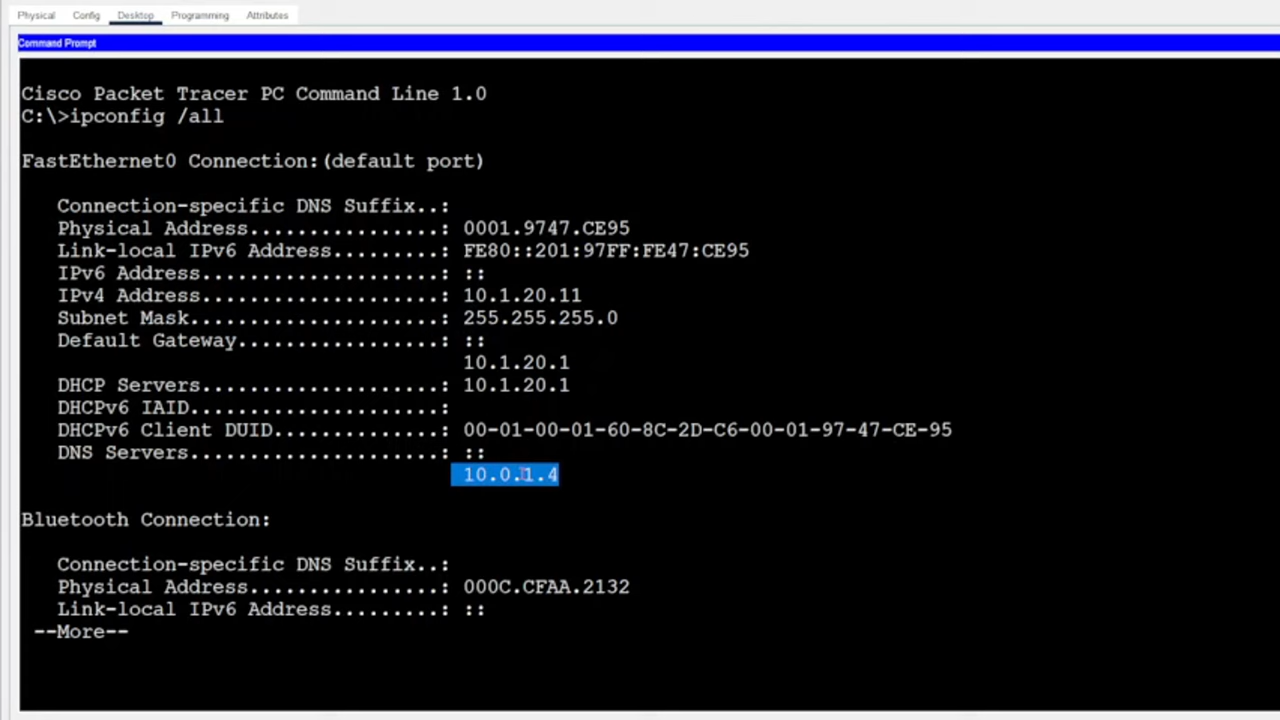 Physical Config Desktop Programming Attributes
Command Prompt
Cisco Packet Tracer PC Command Line 1.0
C:\>ipconfig /all
FastEthernet0 Connection:(default port)
Connection-specific DNS Suffix..:
Physical Address................: 0001.9747.CE95
Link-local IPv6 Address.........: FE80::201:97FF:FE47:CE95
IPv6 Address....................: ::
IPv4 Address....................: 10.1.20.11
Subnet Mask.....................: 255.255.255.0
Default Gateway.................: ::
10.1.20.1
DHCP Servers....................: 10.1.20.1
DHCPv6 IAID.....................:
DHCPv6 Client DUID..............: 00-01-00-01-60-8C-2D-C6-00-01-97-47-CE-95
DNS Servers.....................: ::
10.0.1.4
Bluetooth Connection:
Connection-specific DNS Suffix..:
Physical Address................: 000C.CFAA.2132
Link-local IPv6 Address.........: ::
--More--